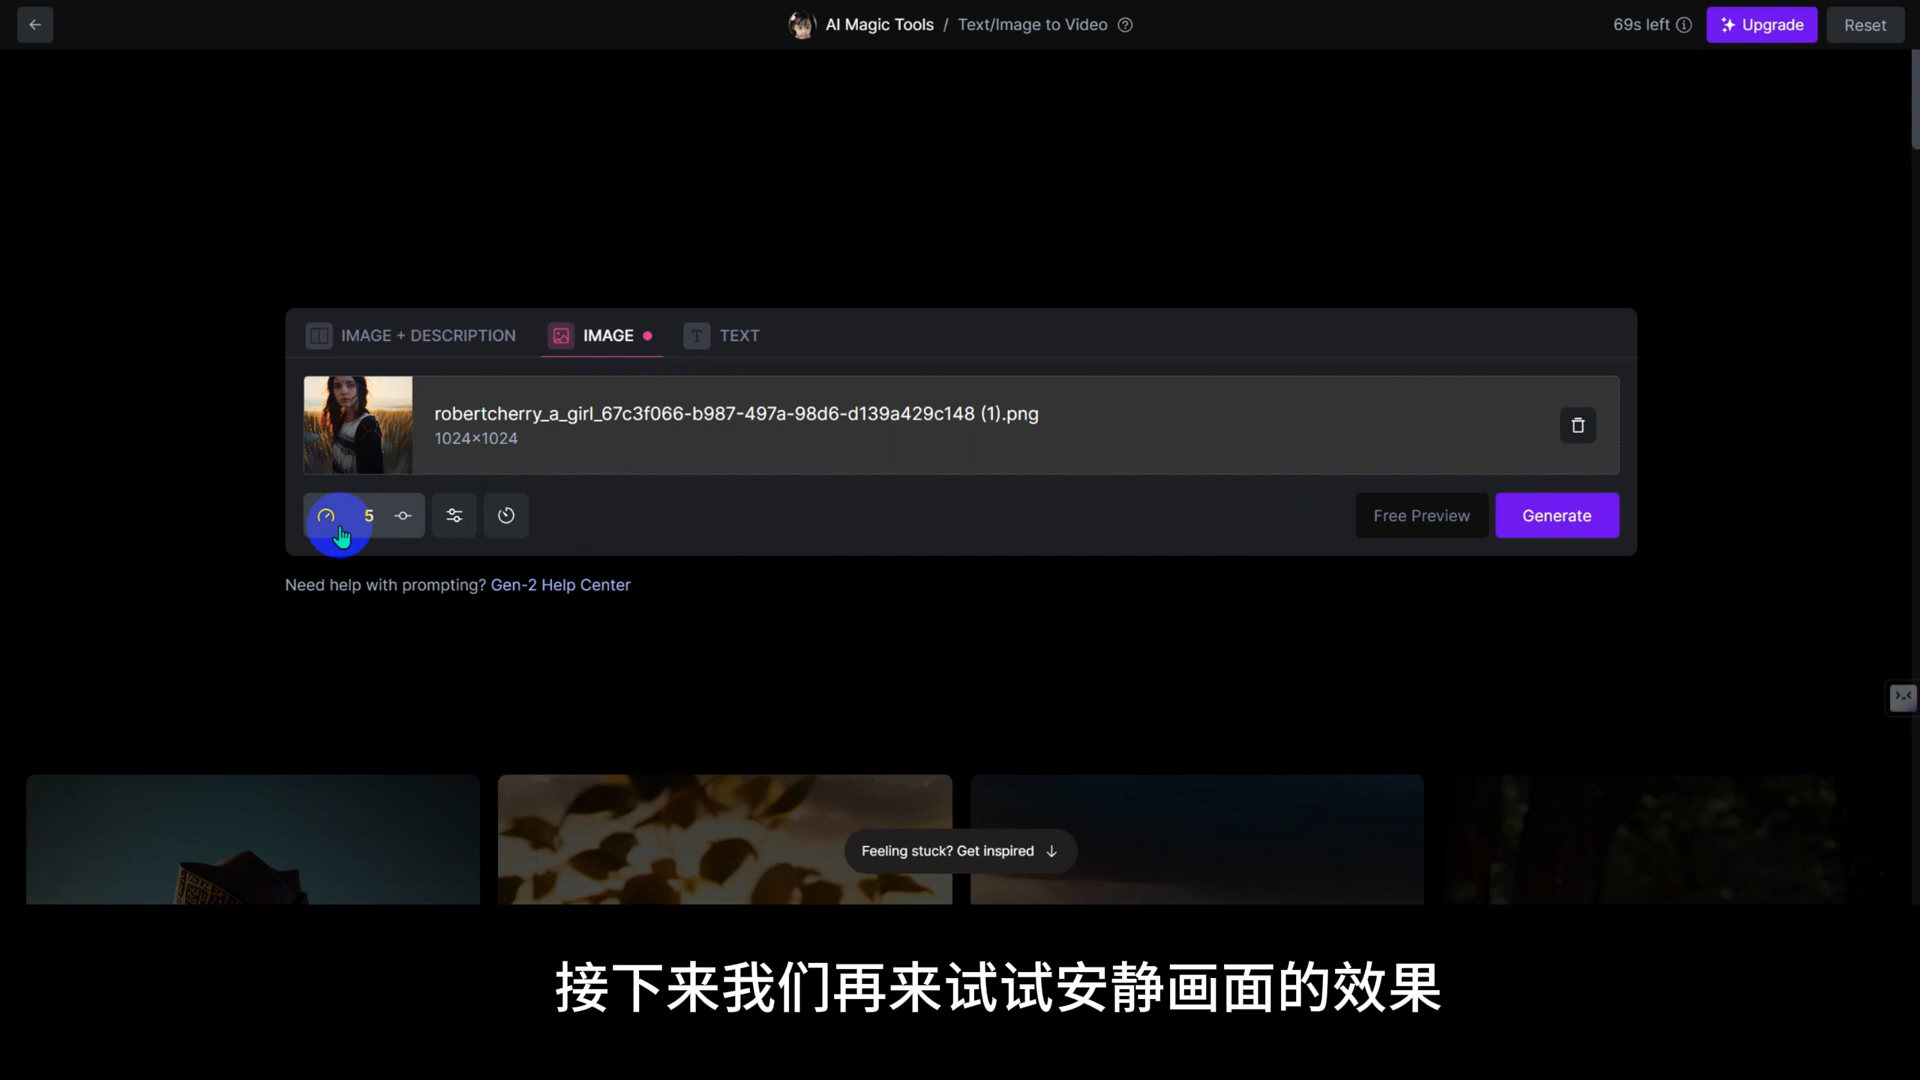 AI Magic Tools / Text/Image to Video
69s left
Upgrade
Reset
IMAGE + DESCRIPTION
IMAGE
TEXT
robertcherry_a_girl_67c3f066-b987-497a-98d6-d139a429c148 (1).png
1024×1024
5
Free Preview
Generate
Need help with prompting? Gen-2 Help Center
Feeling stuck? Get inspired ↓
接下来我们再来试试安静画面的效果